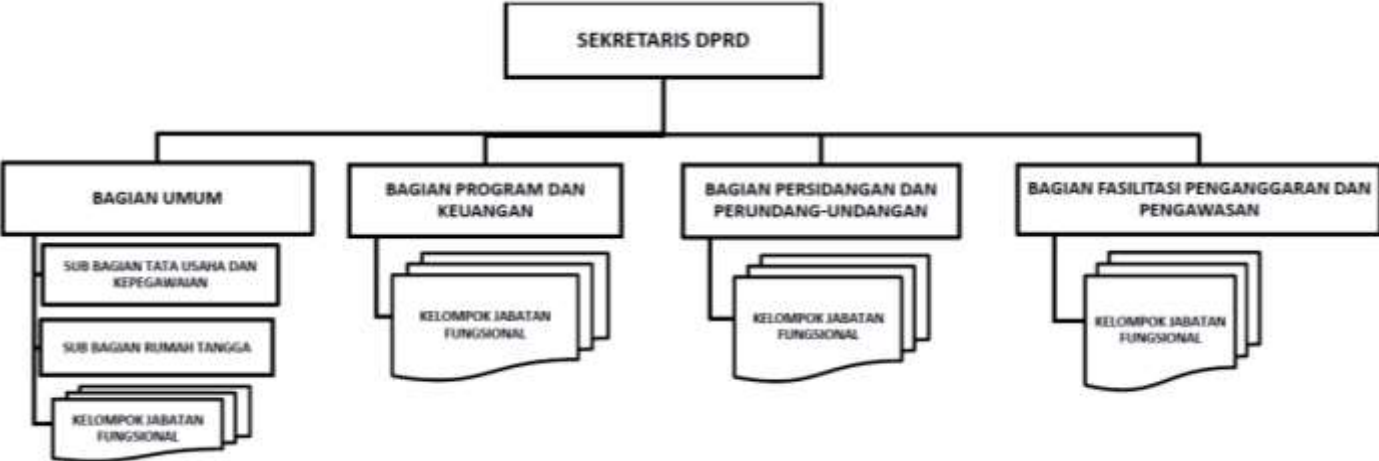 SEKRETARIS DPRD
BAGIAN UMUM
SUB BAGIAN TATA USAHA DAN
KEPEGAWAIAN
SUB BAGIAN RUMAH TANGGA
KELOMPOK JABATAN
FUNGSIONAL
BAGIAN PROGRAM DAN
KEUANGAN
KELOMPOK JABATAN
FUNGSIONAL
BAGIAN PERSIDANGAN DAN
PERUNDANG-UNDANGAN
KELOMPOK JABATAN
FUNGSIONAL
BAGIAN FASILITASI PENGANGGARAN DAN
PENGAWASAN
KELOMPOK JABATAN
FUNGSIONAL